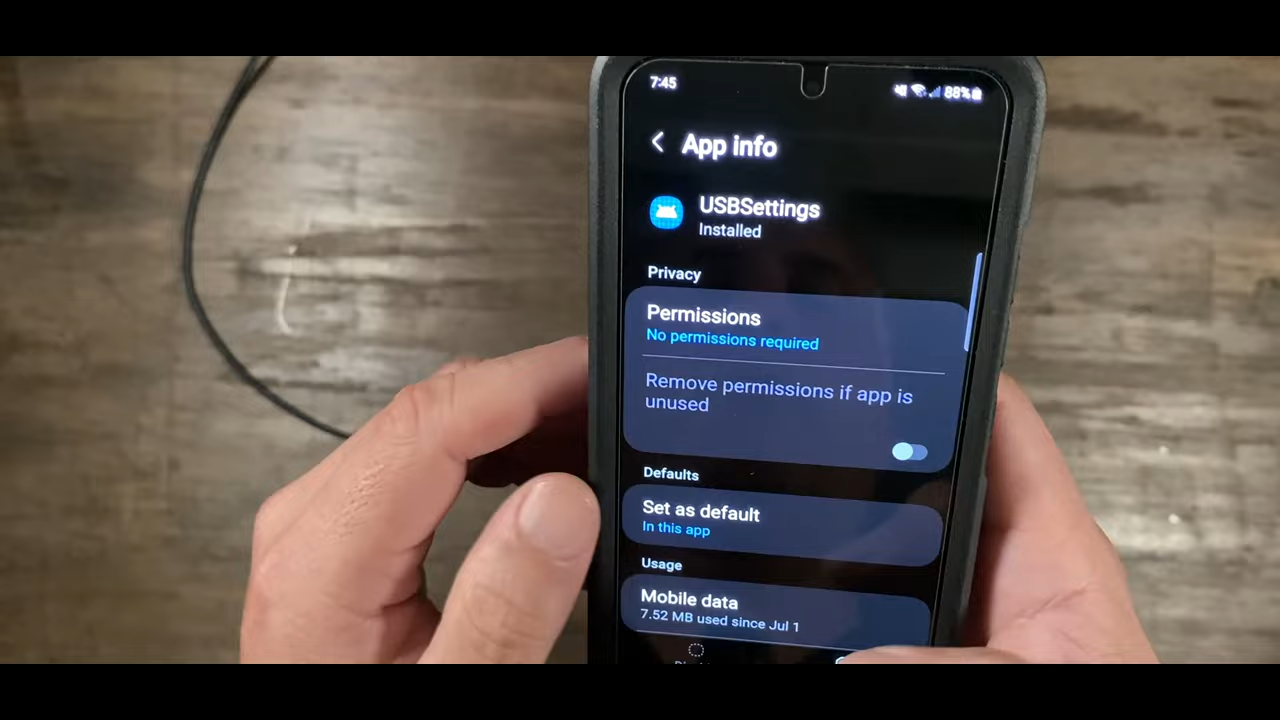 7:45
88%
App info
USBSettings
Installed
Privacy
Permissions
No permissions required
Remove permissions if app is
unused
Defaults
Set as default
In this app
Usage
Mobile data
7.52 MB used since Jul 1